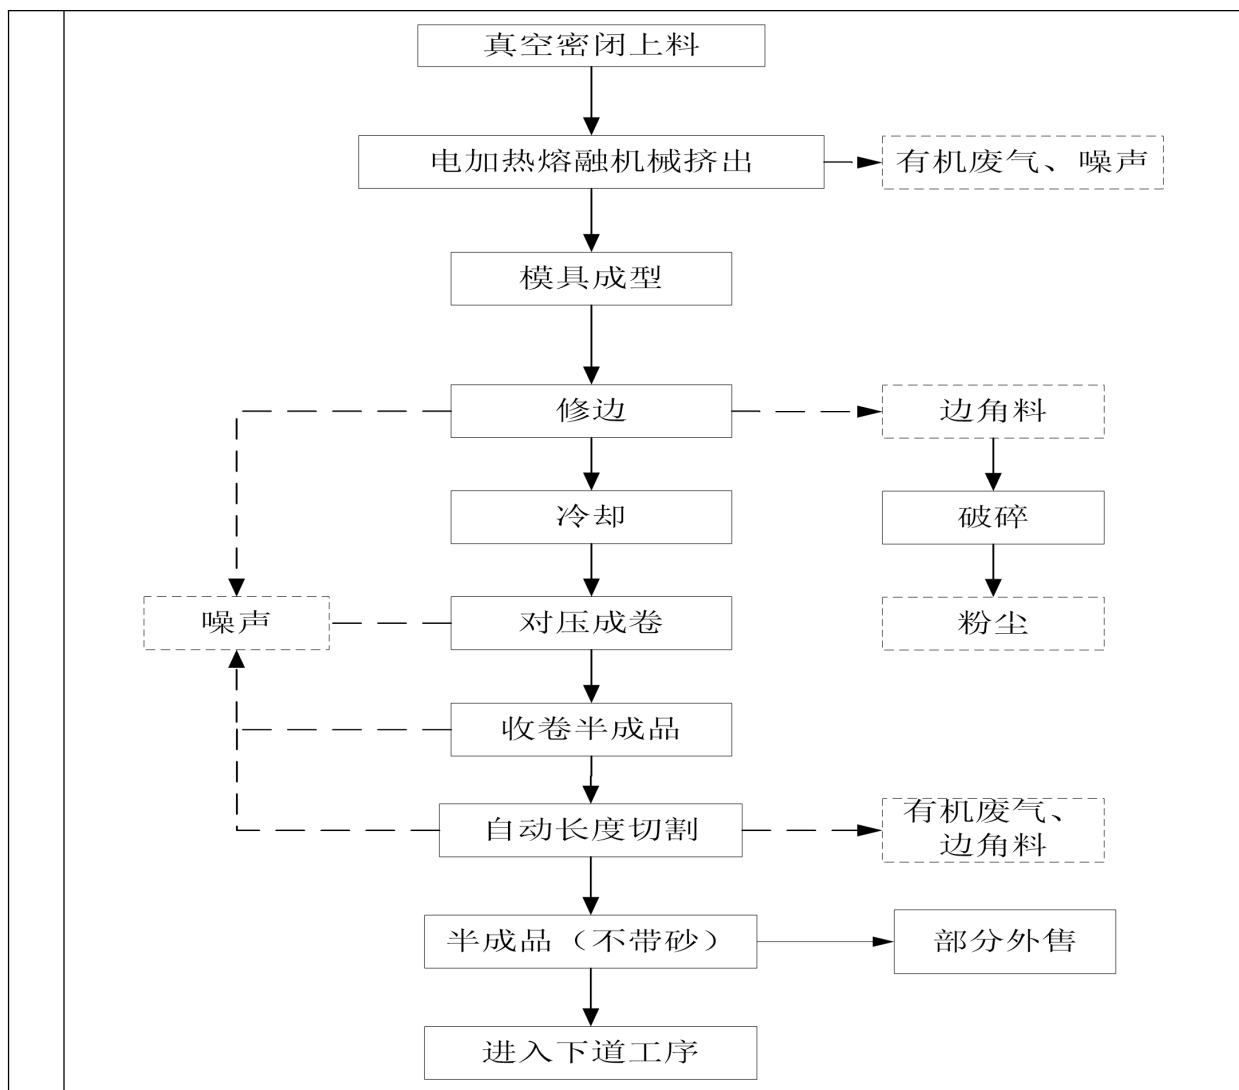 真空密闭上料
电加热熔融机械挤出
有机废气、噪声
模具成型
修边
边角料
冷却
破碎
噪声
对压成卷
粉尘
收卷半成品
自动长度切割
有机废气、
边角料
半成品（不带砂）
部分外售
进入下道工序